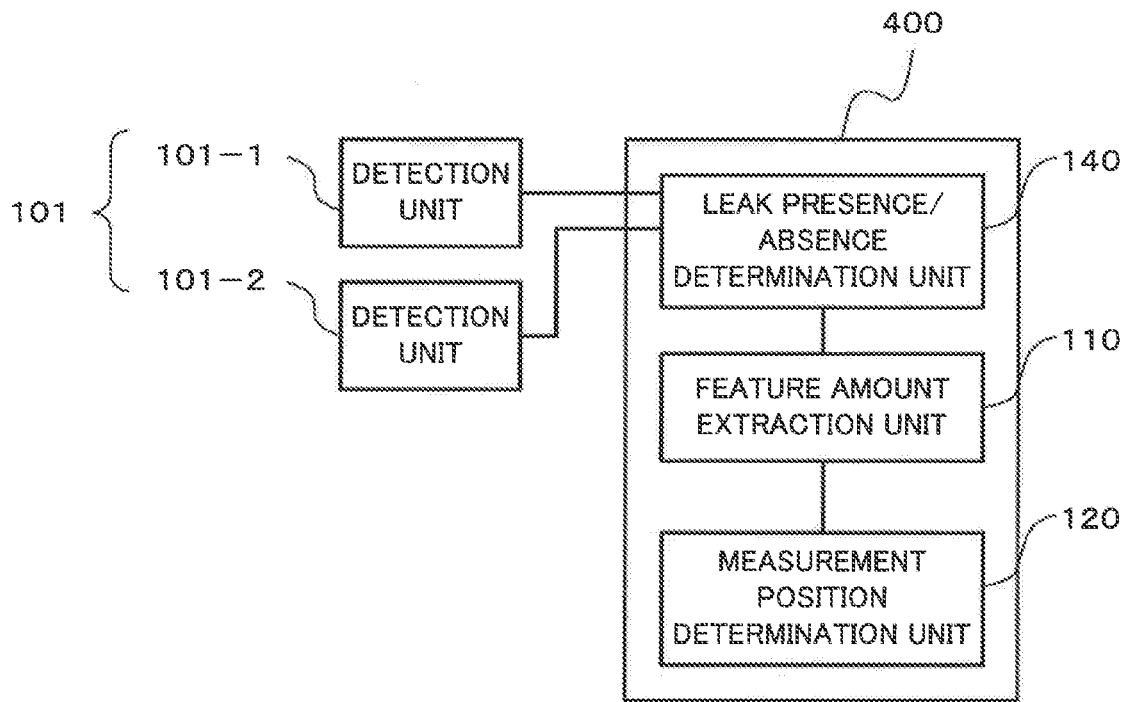 400
101
101-1
DETECTION
UNIT
101-2
DETECTION
UNIT
LEAK PRESENCE/
ABSENCE
DETERMINATION UNIT
140
FEATURE AMOUNT
EXTRACTION UNIT
110
MEASUREMENT
POSITION
DETERMINATION UNIT
120